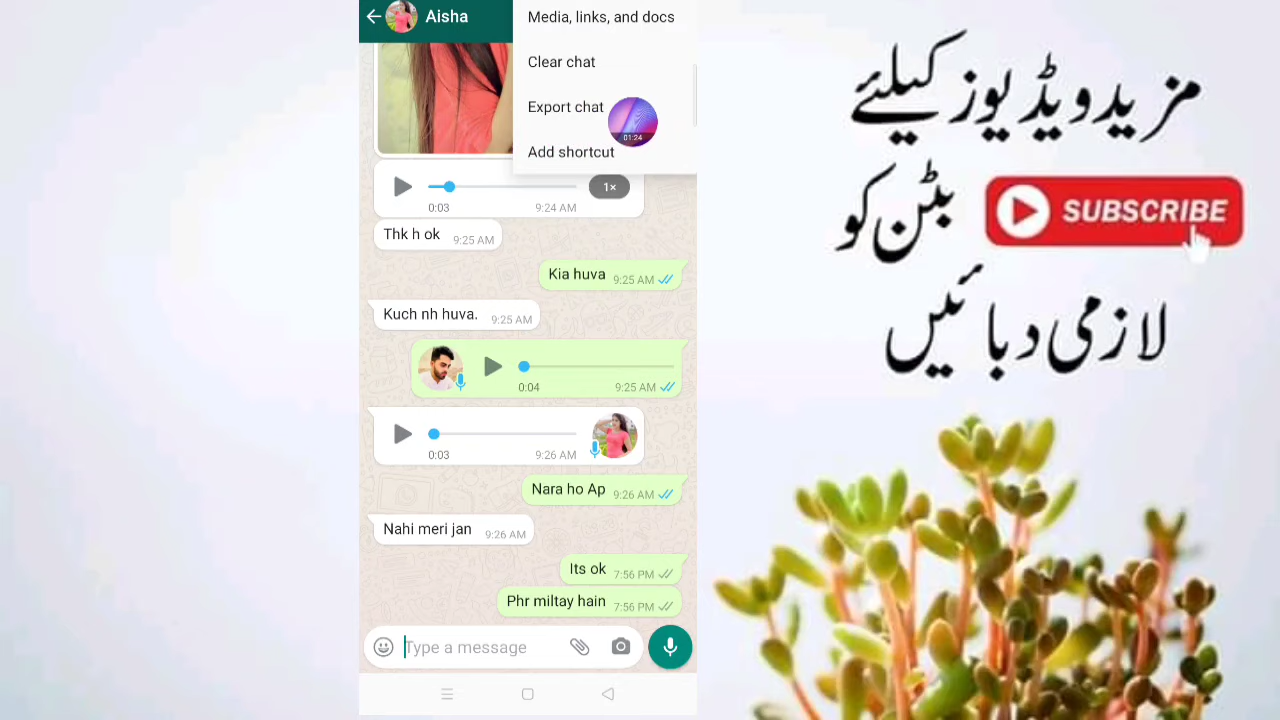 Aisha
Media, links, and docs
Clear chat
Export chat
01:24
Add shortcut
1×
0:03 9:24 AM
Thk h ok 9:25 AM
Kia huva 9:25 AM
Kuch nh huva. 9:25 AM
0:04 9:25 AM
0:03 9:26 AM
Nara ho Ap 9:26 AM
Nahi meri jan 9:26 AM
Its ok 7:56 PM
Phr miltay hain 7:56 PM
Type a message
مزید ویڈیوز کیلئے
SUBSCRIBE بٹن کو
لازمی دبائیں